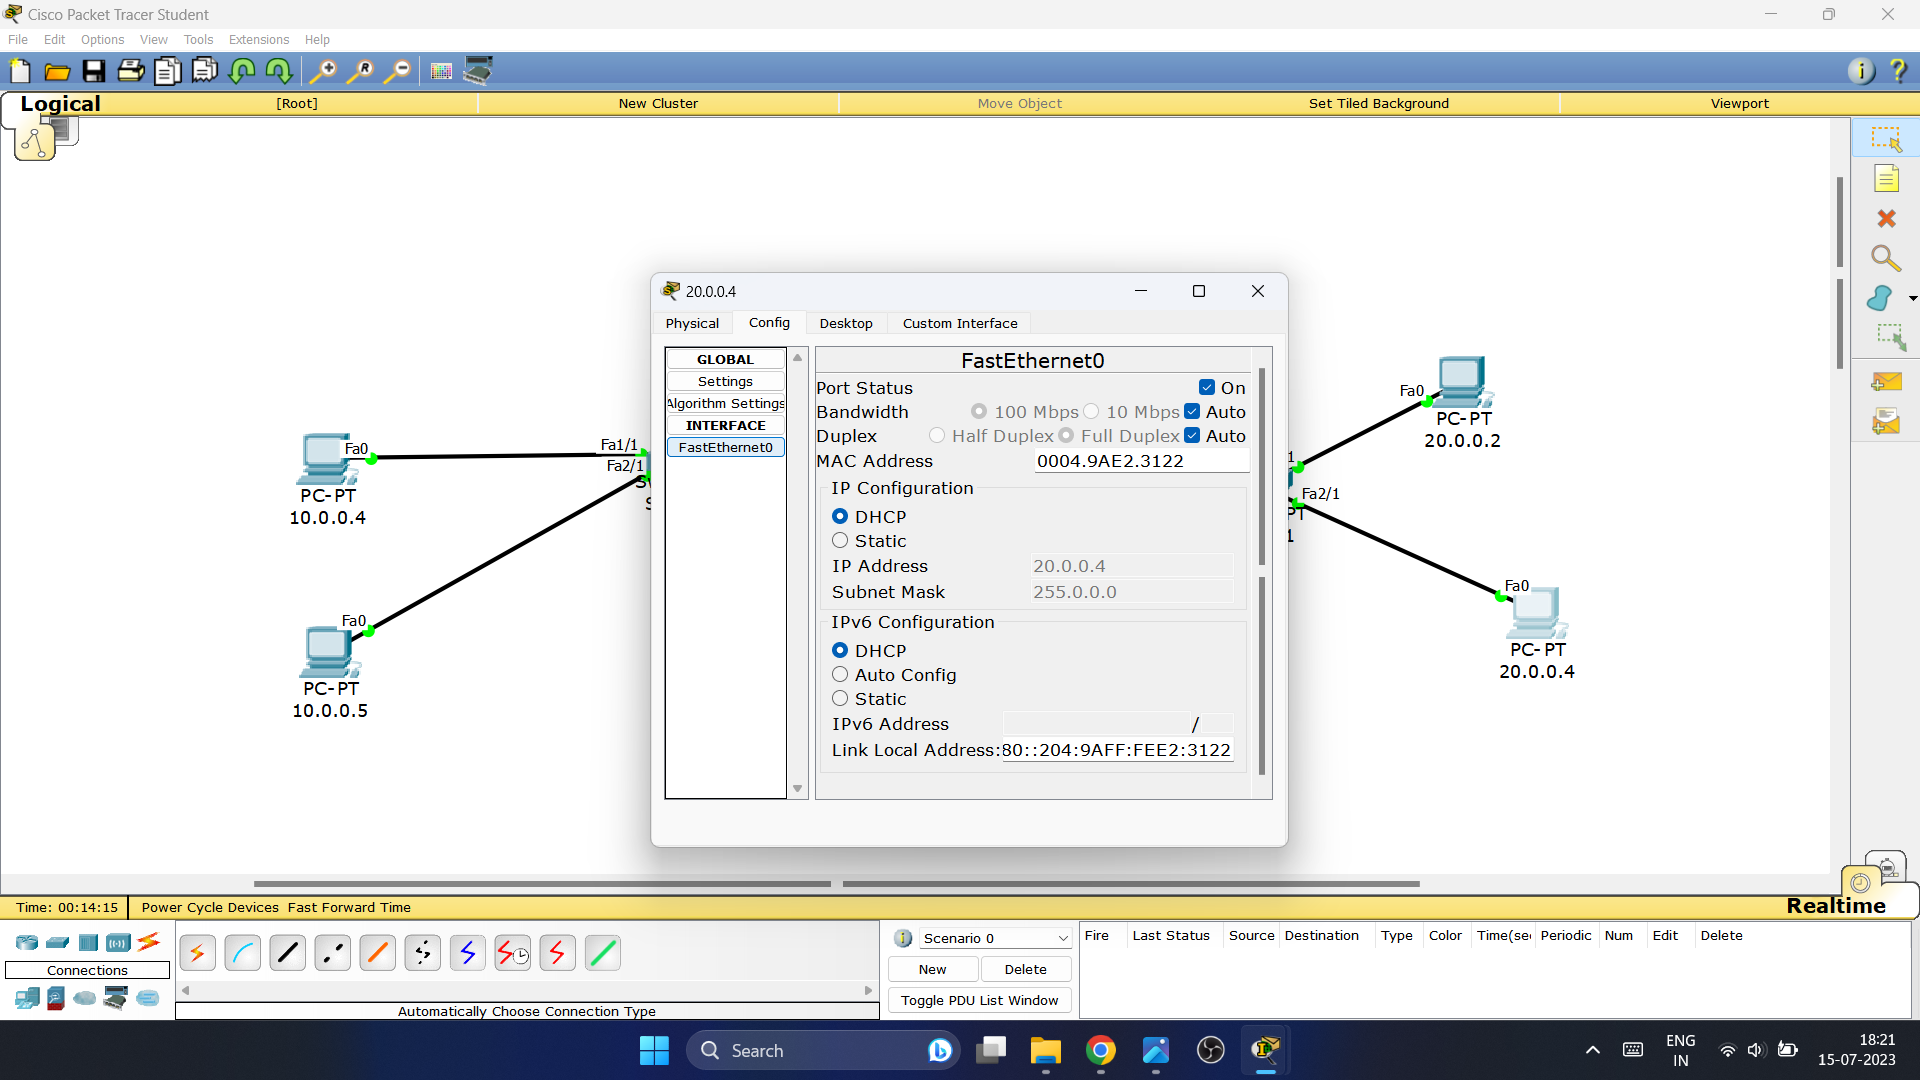 Cisco Packet Tracer Student
File Edit Options View Tools Extensions Help
Logical [Root] New Cluster Move Object Set Tiled Background Viewport
20.0.0.4
Physical Config Desktop Custom Interface
GLOBAL
Settings
Algorithm Settings
INTERFACE
FastEthernet0
FastEthernet0
Port Status On
Bandwidth 100 Mbps 10 Mbps Auto
Duplex Half Duplex Full Duplex Auto
MAC Address 0004.9AE2.3122
IP Configuration
DHCP
Static
IP Address 20.0.0.4
Subnet Mask 255.0.0.0
IPv6 Configuration
DHCP
Auto Config
Static
IPv6 Address /
Link Local Address: 80::204:9AFF:FEE2:3122
Fa0
PC-PT
10.0.0.4
Fa1/1
Fa2/1
Fa0
PC-PT
10.0.0.5
Fa0
PC-PT
20.0.0.2
1
Fa2/1
PT
1
Fa0
PC-PT
20.0.0.4
Time: 00:14:15 Power Cycle Devices Fast Forward Time
Realtime
Connections
Automatically Choose Connection Type
Scenario 0
New Delete
Toggle PDU List Window
Fire Last Status Source Destination Type Color Time(sec Periodic Num Edit Delete
Search
ENG
IN
18:21
15-07-2023